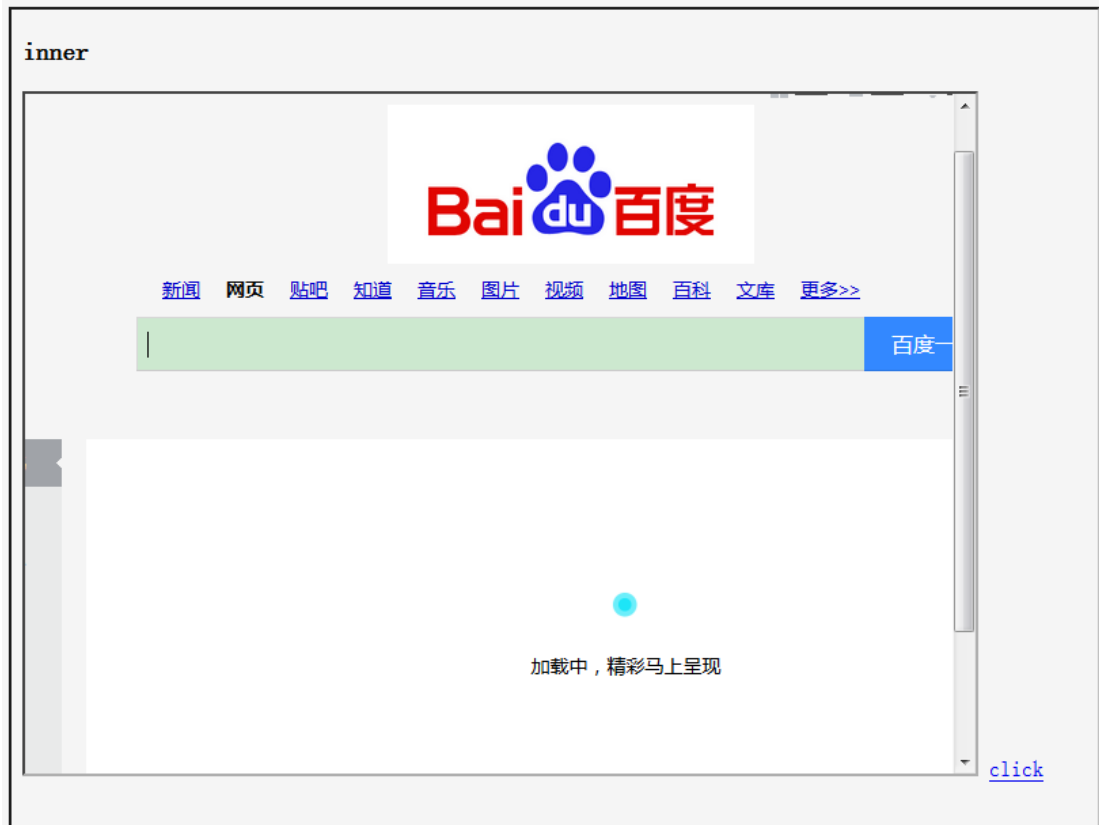 inner
Bai du 百度
新闻 网页 贴吧 知道 音乐 图片 视频 地图 百科 文库 更多>>
百度一
加载中，精彩马上呈现
click